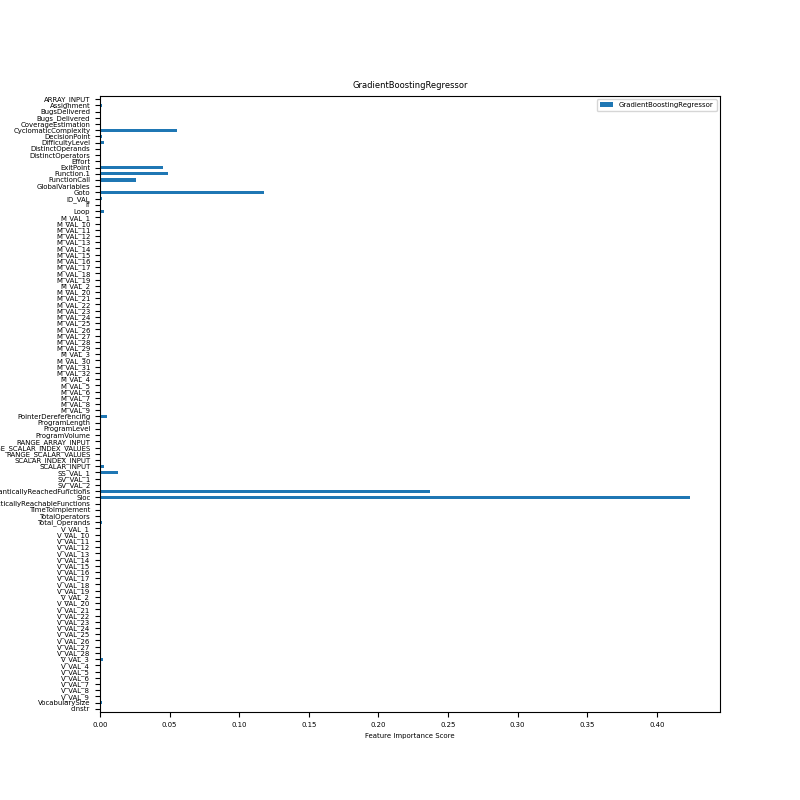 GradientBoostingRegressor
GradientBoostingRegressor
ARRAY_INPUT
Assignment
BugsDelivered
Bugs_Delivered
CoverageEstimation
CyclomaticComplexity
DecisionPoint
DifficultyLevel
DistinctOperands
DistinctOperators
Effort
ExitPoint
Function.1
FunctionCall
GlobalVariables
Goto
ID_VAL
If
Loop
M_VAL_1
M_VAL_10
M_VAL_11
M_VAL_12
M_VAL_13
M_VAL_14
M_VAL_15
M_VAL_16
M_VAL_17
M_VAL_18
M_VAL_19
M_VAL_2
M_VAL_20
M_VAL_21
M_VAL_22
M_VAL_23
M_VAL_24
M_VAL_25
M_VAL_26
M_VAL_27
M_VAL_28
M_VAL_29
M_VAL_3
M_VAL_30
M_VAL_31
M_VAL_32
M_VAL_4
M_VAL_5
M_VAL_6
M_VAL_7
M_VAL_8
M_VAL_9
PointerDereferencing
ProgramLength
ProgramLevel
ProgramVolume
RANGE_ARRAY_INPUT
E_SCALAR_INDEX_VALUES
RANGE_SCALAR_VALUES
SCALAR_INDEX_INPUT
SCALAR_INPUT
SS_VAL_1
SV_VAL_1
SV_VAL_2
anticallyReachedFunctions
Sloc
ticallyReachableFunctions
TimeToImplement
TotalOperators
Total_Operands
V_VAL_1
V_VAL_10
V_VAL_11
V_VAL_12
V_VAL_13
V_VAL_14
V_VAL_15
V_VAL_16
V_VAL_17
V_VAL_18
V_VAL_19
V_VAL_2
V_VAL_20
V_VAL_21
V_VAL_22
V_VAL_23
V_VAL_24
V_VAL_25
V_VAL_26
V_VAL_27
V_VAL_28
V_VAL_3
V_VAL_4
V_VAL_5
V_VAL_6
V_VAL_7
V_VAL_8
V_VAL_9
VocabularySize
cInstr
0.00 0.05 0.10 0.15 0.20 0.25 0.30 0.35 0.40
Feature Importance Score